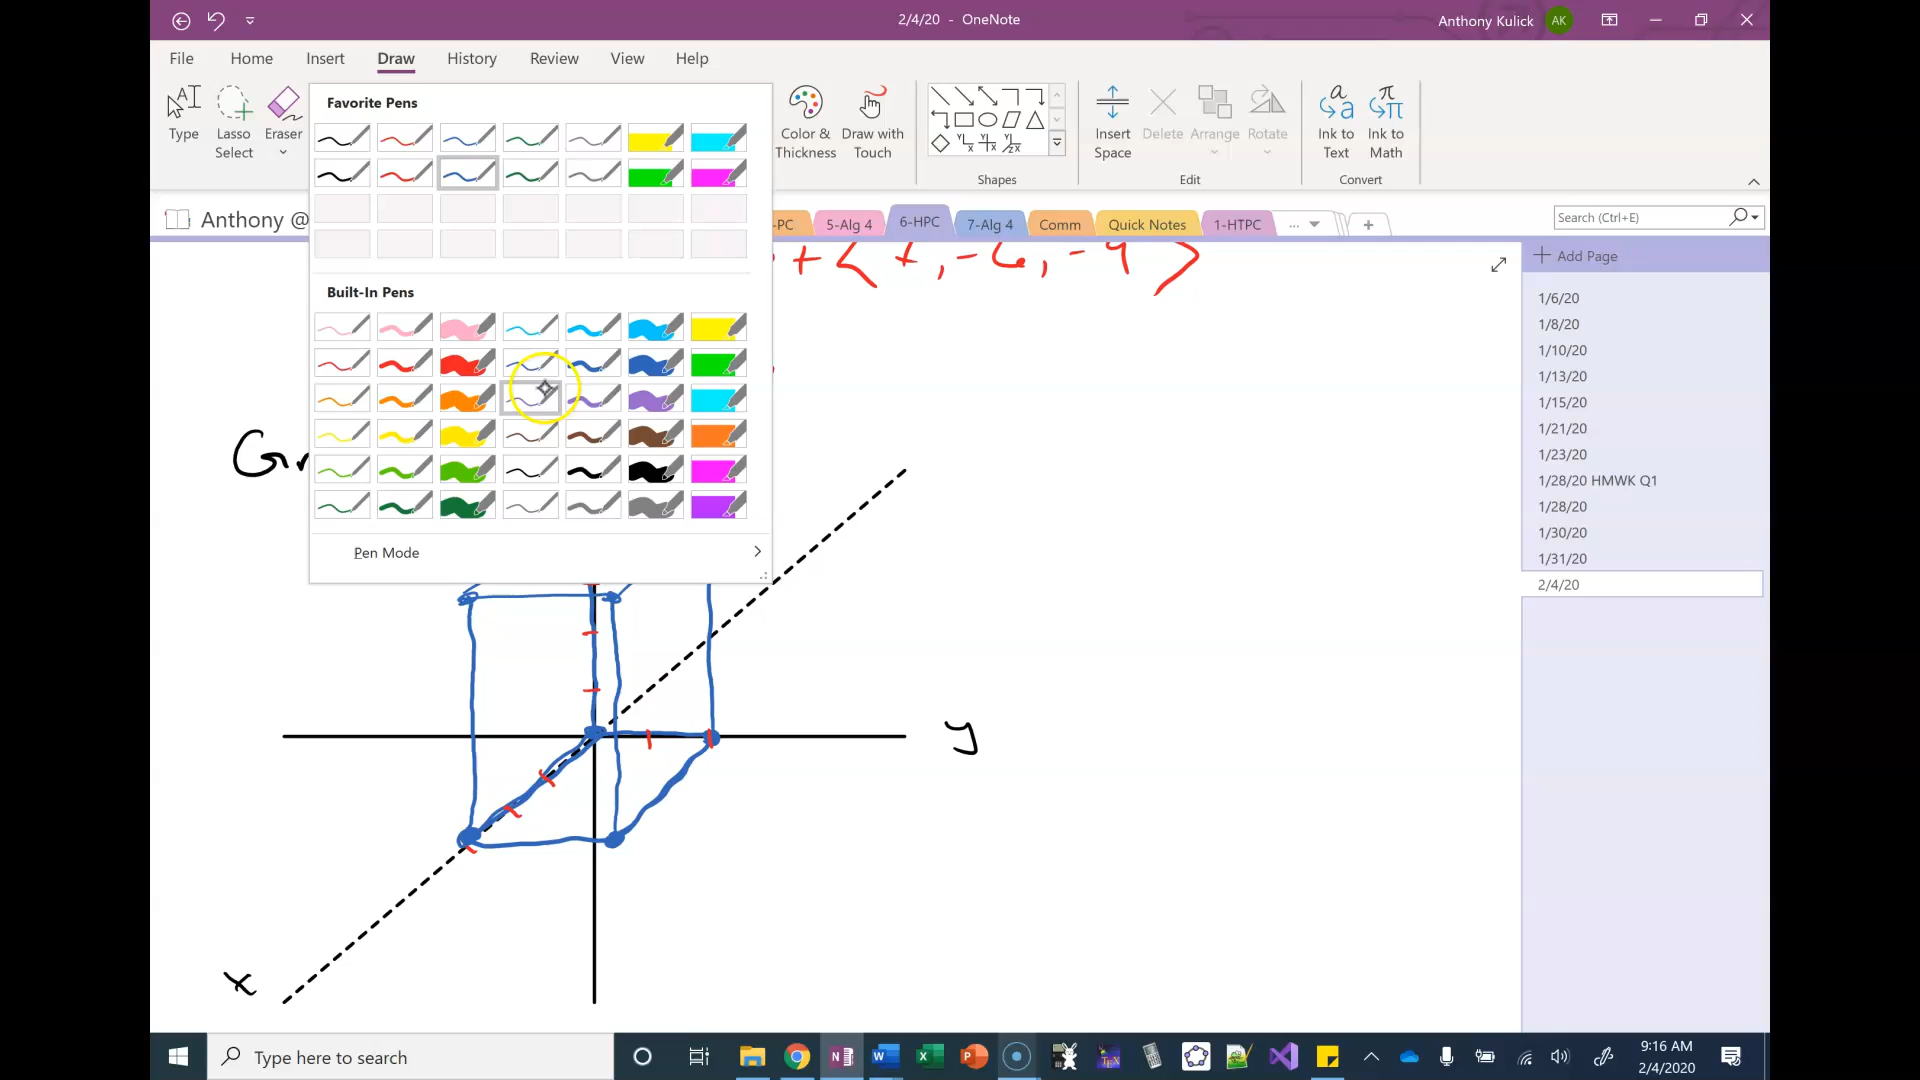 2/4/20 - OneNote
Anthony Kulick
AK
File
Home
Insert
Draw
History
Review
View
Help
Type
Lasso
Select
Eraser
Favorite Pens
Built-In Pens
Pen Mode
Color &
Thickness
Draw with
Touch
Shapes
Insert
Space
Delete
Arrange
Rotate
Edit
Ink to
Text
Ink to
Math
Convert
Anthony @
-PC
5-Alg 4
6-HPC
7-Alg 4
Comm
Quick Notes
1-HTPC
...
Search (Ctrl+E)
Add Page
1/6/20
1/8/20
1/10/20
1/13/20
1/15/20
1/21/20
1/23/20
1/28/20 HMWK Q1
1/28/20
1/30/20
1/31/20
2/4/20
+ < +, -6, -9 >
Gr
y
x
Type here to search
9:16 AM
2/4/2020